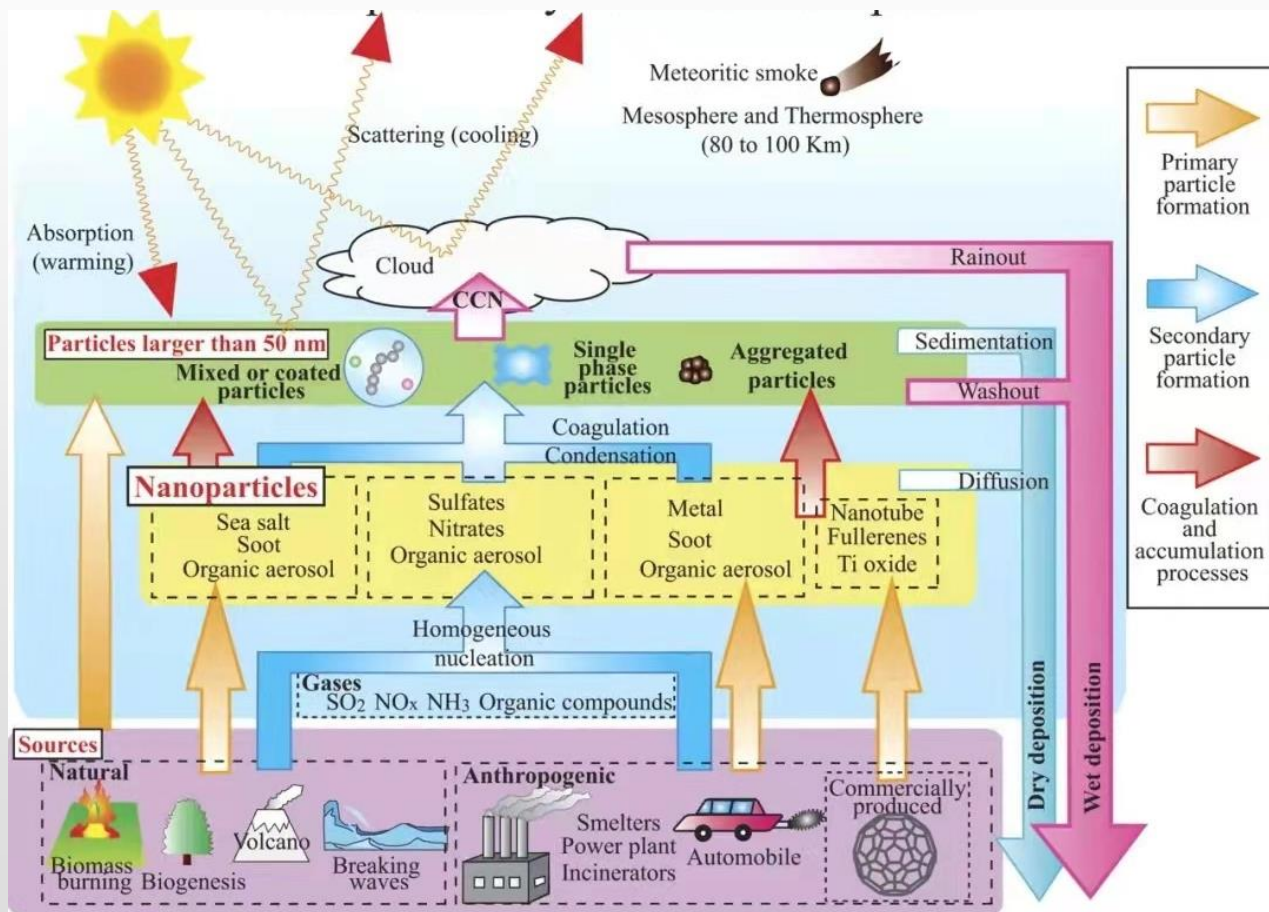 Meteoritic smoke
Mesosphere and Thermosphere
(80 to 100 Km)
Scattering (cooling)
Absorption
(warming)
Cloud
CCN
Rainout
Particles larger than 50 nm
Mixed or coated
particles
Single
phase
particles
Aggregated
particles
Sedimentation
Washout
Coagulation
Condensation
Diffusion
Nanoparticles
Sea salt
Soot
Organic aerosol
Sulfates
Nitrates
Organic aerosol
Metal
Soot
Organic aerosol
Nanotube
Fullerenes
Ti oxide
Homogeneous
nucleation
Gases
SO₂ NOx NH₃ Organic compounds
Sources
Natural
Biomass
burning
Biogenesis
Volcano
Breaking
waves
Anthropogenic
Smelters
Power plant
Incinerators
Automobile
Commercially
produced
Dry deposition
Wet deposition
Primary
particle
formation
Secondary
particle
formation
Coagulation
and
accumulation
processes